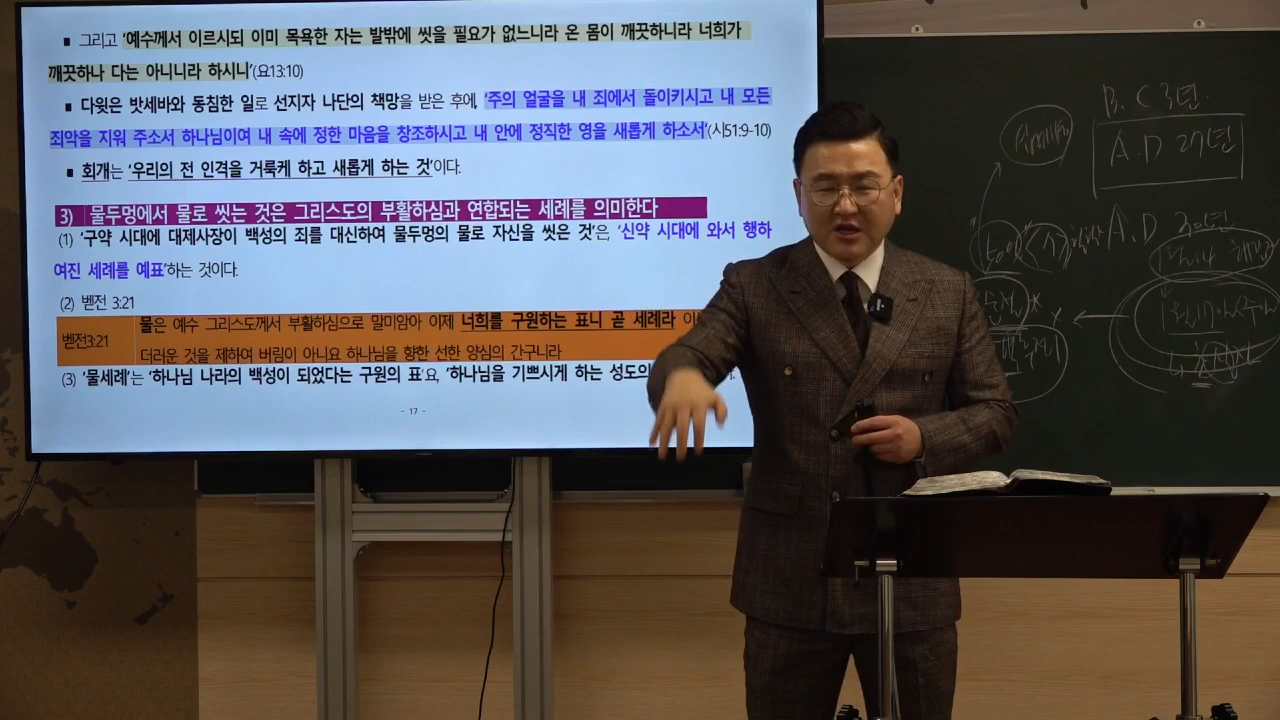 ▪ 그리고 '예수께서 이르시되 이미 목욕한 자는 발밖에 씻을 필요가 없느니라 온 몸이 깨끗하니라 너희가
깨끗하나 다는 아니니라 하시니'(요13:10)
▪ 다윗은 밧세바와 동침한 일로 선지자 나단의 책망을 받은 후에, '주의 얼굴을 내 죄에서 돌이키시고 내 모든
죄악을 지워 주소서 하나님이여 내 속에 정한 마음을 창조하시고 내 안에 정직한 영을 새롭게 하소서'(시51:9-10)
▪ 회개는 '우리의 전 인격을 거룩케 하고 새롭게 하는 것'이다.
3) 물두멍에서 물로 씻는 것은 그리스도의 부활하심과 연합되는 세례를 의미한다
(1) '구약 시대에 대제사장이 백성의 죄를 대신하여 물두멍의 물로 자신을 씻은 것'은, '신약 시대에 와서 행하
여진 세례를 예표'하는 것이다.
(2) 벧전 3:21
벧전3:21
물은 예수 그리스도께서 부활하심으로 말미암아 이제 너희를 구원하는 표니 곧 세례라
더러운 것을 제하여 버림이 아니요 하나님을 향한 선한 양심의 간구니라
(3) '물세례'는 '하나님 나라의 백성이 되었다는 구원의 표'요, '하나님을 기쁘시게 하는 성도의
- 17 -
B.C 3년.
A.D 27년
A.D 30년